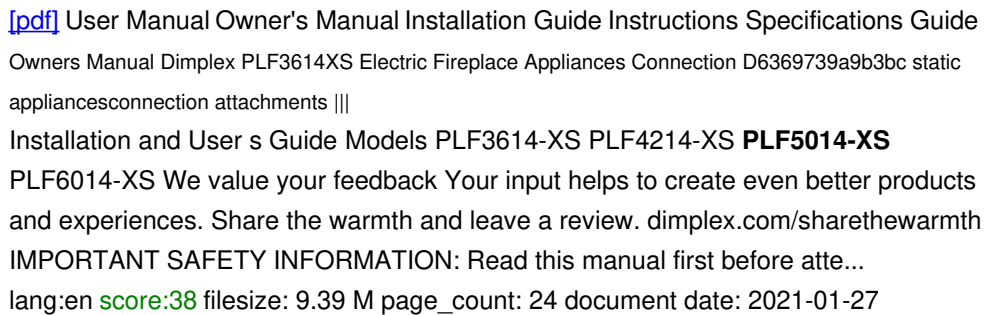 [pdf] User Manual Owner's Manual Installation Guide Instructions Specifications Guide
Owners Manual Dimplex PLF3614XS Electric Fireplace Appliances Connection D6369739a9b3bc static
appliancesconnection attachments |||
Installation and User s Guide Models PLF3614-XS PLF4214-XS PLF5014-XS
PLF6014-XS We value your feedback Your input helps to create even better products
and experiences. Share the warmth and leave a review. dimplex.com/sharethewarmth
IMPORTANT SAFETY INFORMATION: Read this manual first before atte...
lang:en score:38 filesize: 9.39 M page_count: 24 document date: 2021-01-27